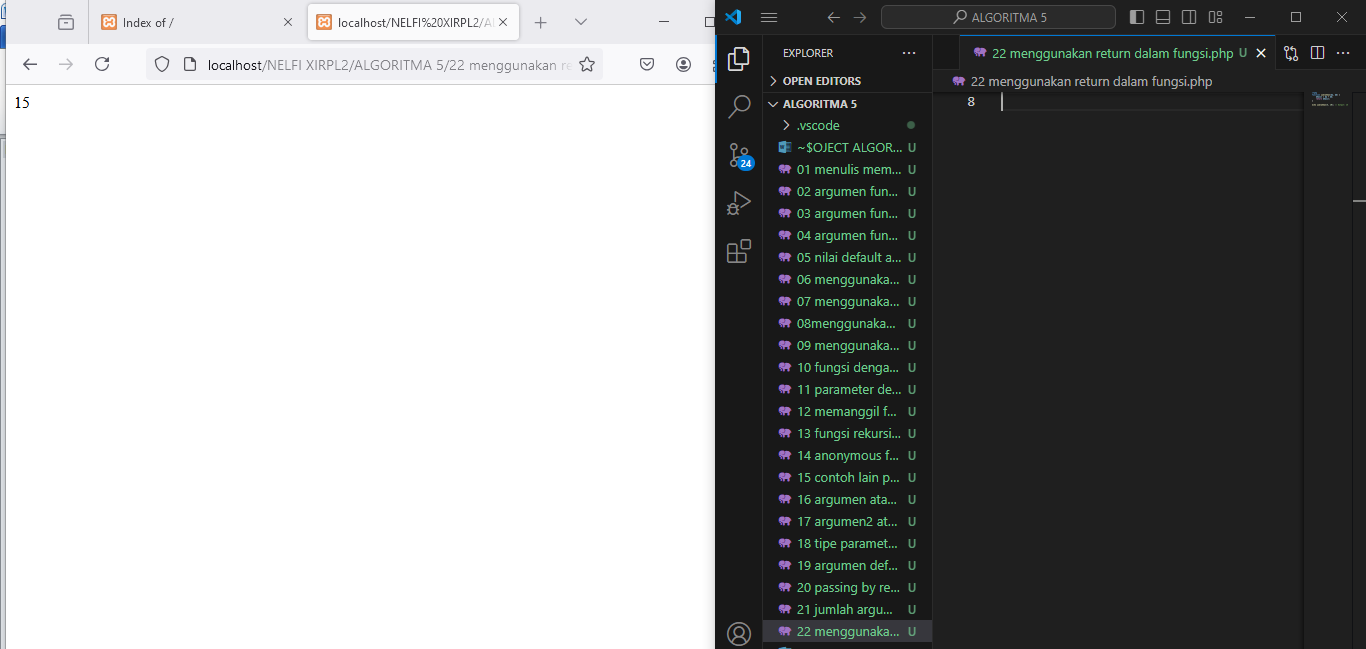 Index of /
localhost/NELFI%20XIRPL2/AL
localhost/NELFI XIRPL2/ALGORITMA 5/22 menggunakan re
15
ALGORITMA 5
EXPLORER
OPEN EDITORS
ALGORITMA 5
.vscode
~$OJECT ALGOR... U
01 menulis mem... U
02 argumen fun... U
03 argumen fun... U
04 argumen fun... U
05 nilai default a... U
06 menggunaka... U
07 menggunaka... U
08menggunaka... U
09 menggunaka... U
10 fungsi denga... U
11 parameter de... U
12 memanggil f... U
13 fungsi rekursi... U
14 anonymous f... U
15 contoh lain p... U
16 argumen ata... U
17 argumen2 at... U
18 tipe paramet... U
19 argumen def... U
20 passing by re... U
21 jumlah argu... U
22 menggunaka... U
24
22 menggunakan return dalam fungsi.php U
22 menggunakan return dalam fungsi.php
8